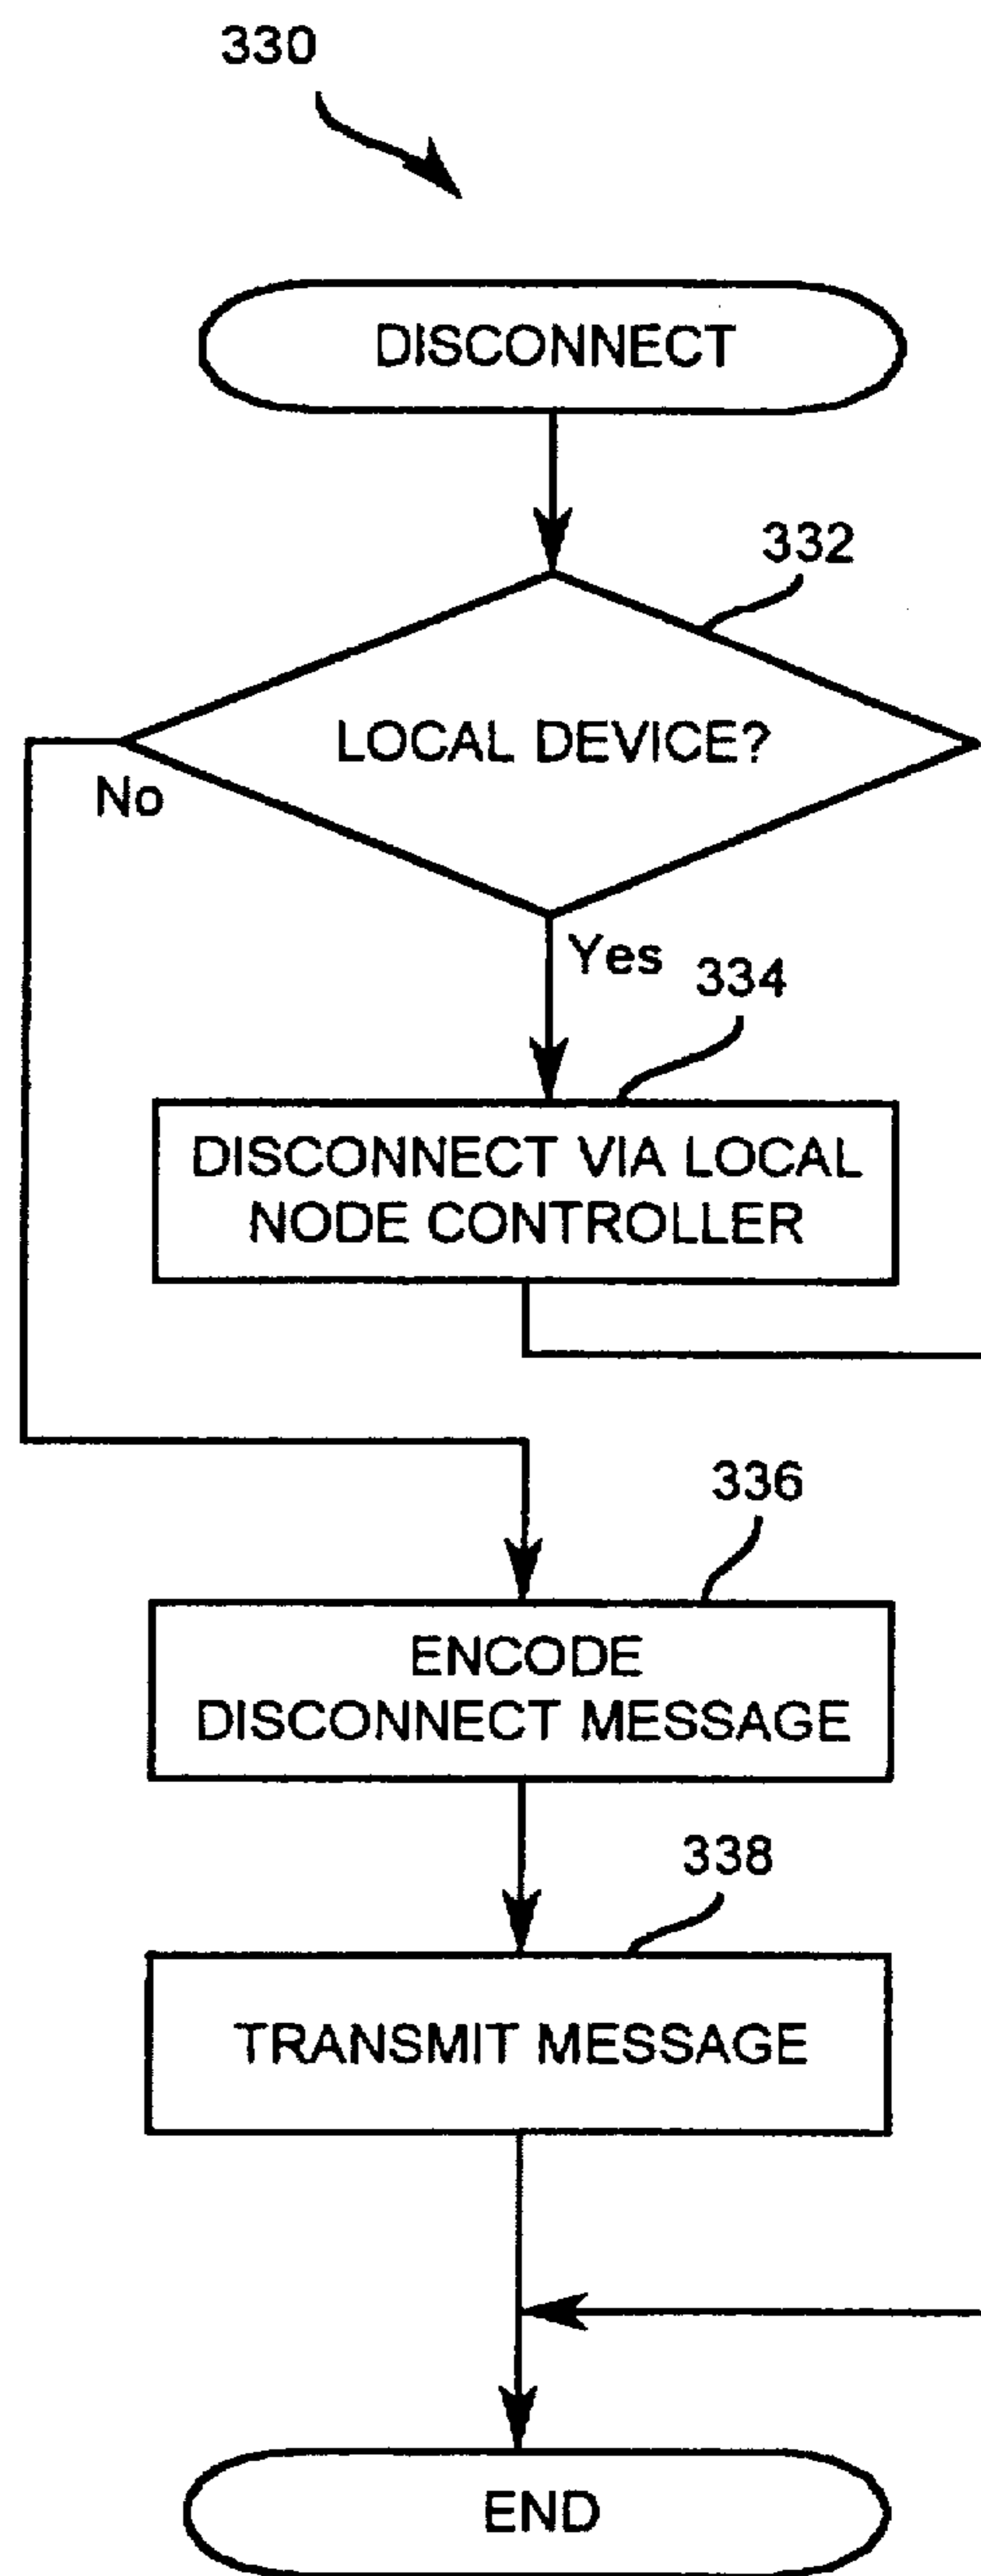 330
DISCONNECT
332
LOCAL DEVICE?
No
Yes
334
DISCONNECT VIA LOCAL
NODE CONTROLLER
336
ENCODE
DISCONNECT MESSAGE
338
TRANSMIT MESSAGE
END